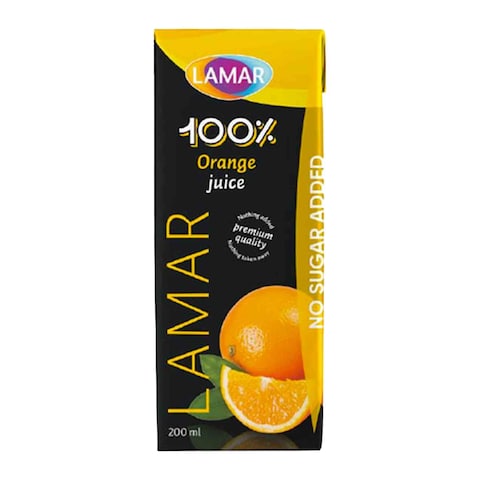 LAMAR
100%
Orange
juice
Nothing added
premium
quality
Nothing taken away
LAMAR
NO SUGAR ADDED
200 ml